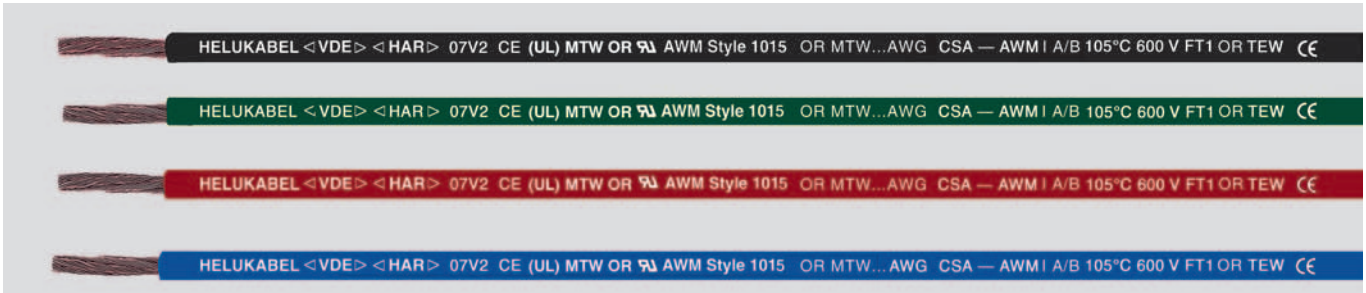 HELUKABEL ◁VDE▷ ◁HAR▷ 07V2 CE (UL) MTW OR RU AWM Style 1015 OR MTW...AWG CSA — AWM I A/B 105°C 600 V FT1 OR TEW CE
HELUKABEL ◁VDE▷ ◁HAR▷ 07V2 CE (UL) MTW OR RU AWM Style 1015 OR MTW...AWG CSA — AWM I A/B 105°C 600 V FT1 OR TEW CE
HELUKABEL ◁VDE▷ ◁HAR▷ 07V2 CE (UL) MTW OR RU AWM Style 1015 OR MTW...AWG CSA — AWM I A/B 105°C 600 V FT1 OR TEW CE
HELUKABEL ◁VDE▷ ◁HAR▷ 07V2 CE (UL) MTW OR RU AWM Style 1015 OR MTW...AWG CSA — AWM I A/B 105°C 600 V FT1 OR TEW CE